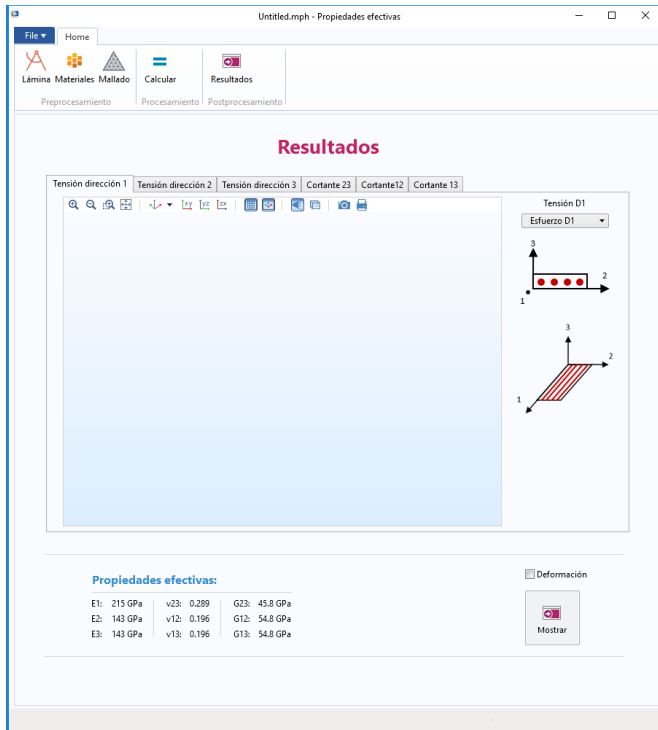 Untitled.mph - Propiedades efectivas
File Home
Lámina Materiales Mallado Calcular Resultados
Preprocesamiento Procesamiento Postprocesamiento
Resultados
Tensión dirección 1 Tensión dirección 2 Tensión dirección 3 Cortante 23 Cortante12 Cortante 13
xy yz zx
Tensión D1
Esfuerzo D1
3
2
1
3
2
1
Deformación
Propiedades efectivas:
E1: 215 GPa v23: 0.289 G23: 45.8 GPa
E2: 143 GPa v12: 0.196 G12: 54.8 GPa
E3: 143 GPa v13: 0.196 G13: 54.8 GPa
Mostrar